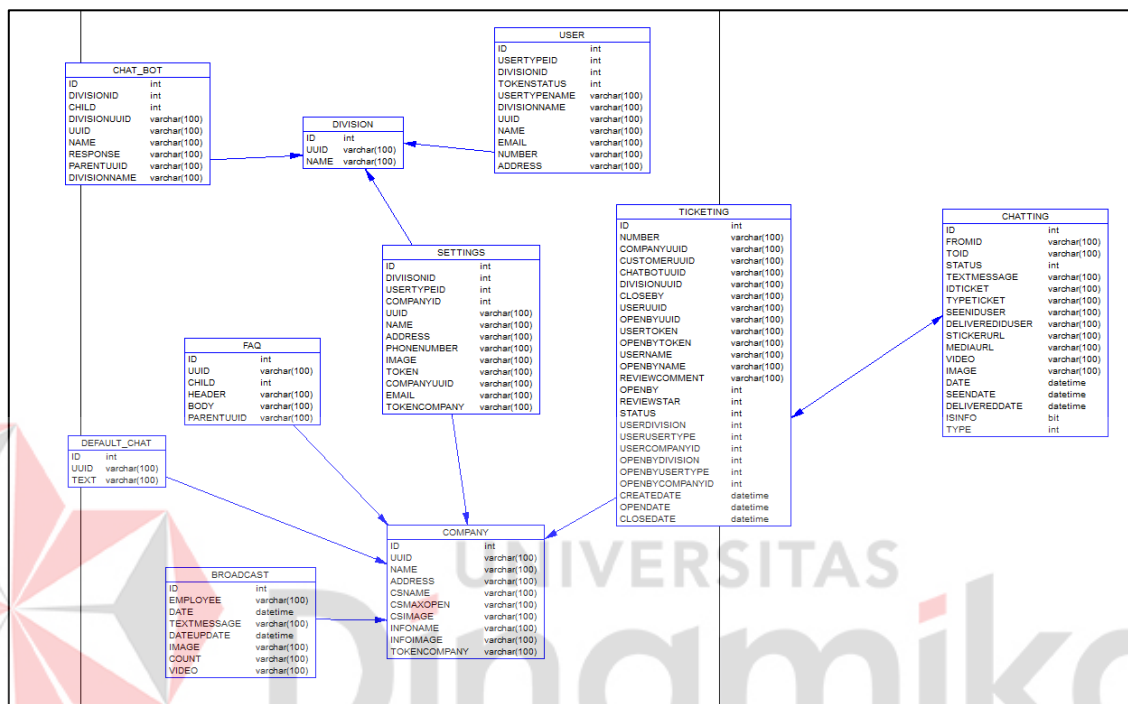 USER
ID int
USERTYPEID int
DIVISIONID int
TOKENSTATUS int
USERTYPENAME varchar(100)
DIVISIONNAME varchar(100)
UUID varchar(100)
NAME varchar(100)
EMAIL varchar(100)
NUMBER varchar(100)
ADDRESS varchar(100)
CHAT_BOT
ID int
DIVISIONID int
CHILD int
DIVISIONUUID varchar(100)
UUID varchar(100)
NAME varchar(100)
RESPONSE varchar(100)
PARENTUUID varchar(100)
DIVISIONNAME varchar(100)
DIVISION
ID int
UUID varchar(100)
NAME varchar(100)
TICKETING
ID int
NUMBER varchar(100)
COMPANYUUID varchar(100)
CUSTOMERUUID varchar(100)
CHATBOTUUID varchar(100)
DIVISIONUUID varchar(100)
CLOSEBY varchar(100)
USERUUID varchar(100)
OPENBYUUID varchar(100)
USERTOKEN varchar(100)
OPENBYTOKEN varchar(100)
USERNAME varchar(100)
OPENBYNAME varchar(100)
REVIEWCOMMENT varchar(100)
OPENBY int
REVIEWSTAR int
STATUS int
USERDIVISION int
USERUSERTYPE int
USERCOMPANYID int
OPENBYDIVISION int
OPENBYUSERTYPE int
OPENBYCOMPANYID int
CREATEDATE datetime
OPENDATE datetime
CLOSEDATE datetime
CHATTING
ID int
FROMID varchar(100)
TOID varchar(100)
STATUS int
TEXTMESSAGE varchar(100)
IDTICKET varchar(100)
TYPETICKET varchar(100)
SEENIDUSER varchar(100)
DELIVEREDIDUSER varchar(100)
STICKERURL varchar(100)
MEDIAURL varchar(100)
VIDEO varchar(100)
IMAGE varchar(100)
DATE datetime
SEENDATE datetime
DELIVEREDDATE datetime
ISINFO bit
TYPE int
SETTINGS
ID int
DIVIISONID int
USERTYPEID int
COMPANYID int
UUID varchar(100)
NAME varchar(100)
ADDRESS varchar(100)
PHONENUMBER varchar(100)
IMAGE varchar(100)
TOKEN varchar(100)
COMPANYUUID varchar(100)
EMAIL varchar(100)
TOKENCOMPANY varchar(100)
FAQ
ID int
UUID varchar(100)
CHILD int
HEADER varchar(100)
BODY varchar(100)
PARENTUUID varchar(100)
DEFAULT_CHAT
ID int
UUID varchar(100)
TEXT varchar(100)
COMPANY
ID int
UUID varchar(100)
NAME varchar(100)
ADDRESS varchar(100)
CSNAME varchar(100)
CSMAXOPEN varchar(100)
CSIMAGE varchar(100)
INFONAME varchar(100)
INFOIMAGE varchar(100)
TOKENCOMPANY varchar(100)
BROADCAST
ID int
EMPLOYEE varchar(100)
DATE datetime
TEXTMESSAGE varchar(100)
DATEUPDATE datetime
IMAGE varchar(100)
COUNT varchar(100)
VIDEO varchar(100)
UNIVERSITAS
Dinamika